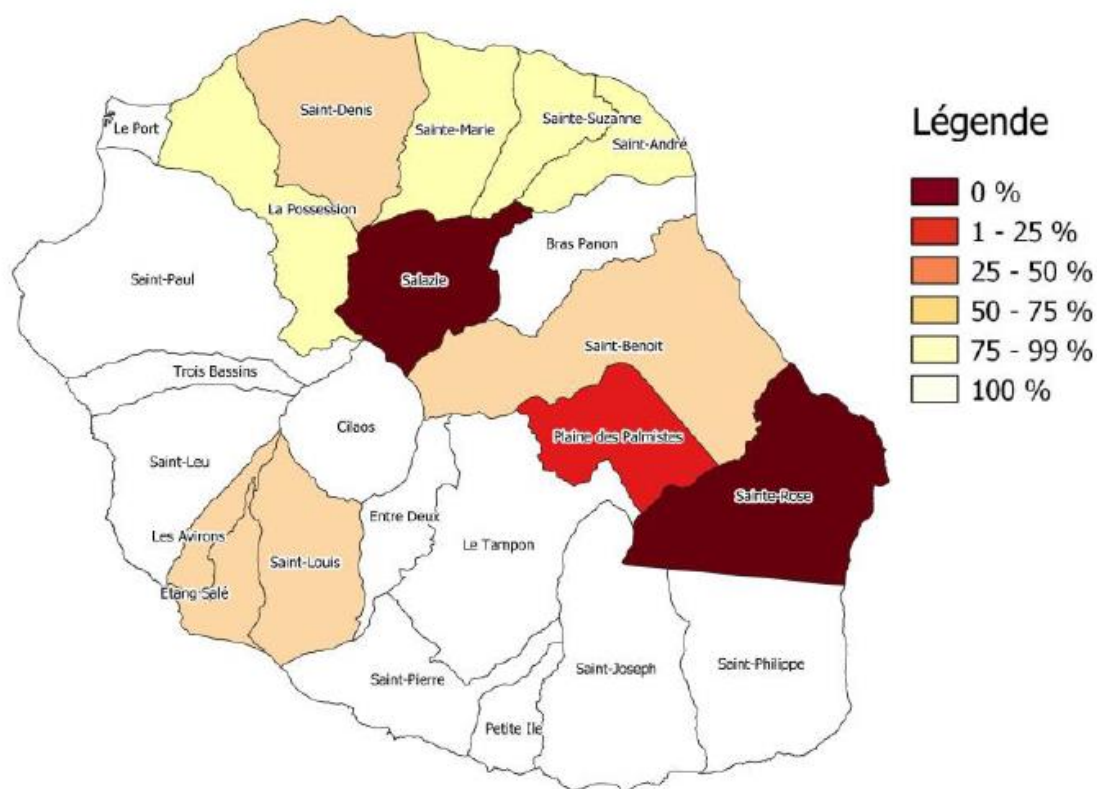 Saint-Denis
Le Port
Sainte-Marie
Sainte-Suzanne
Saint-André
La Possession
Bras Panon
Saint-Paul
Salazie
Saint-Benoit
Trois Bassins
Cilaos
Plaine des Palmistes
Saint-Leu
Sainte-Rose
Entre Deux
Les Avirons
Le Tampon
Saint-Louis
Etang Salé
Saint-Philippe
Saint-Joseph
Saint-Pierre
Petite Ile
Légende
0 %
1 - 25 %
25 - 50 %
50 - 75 %
75 - 99 %
100 %